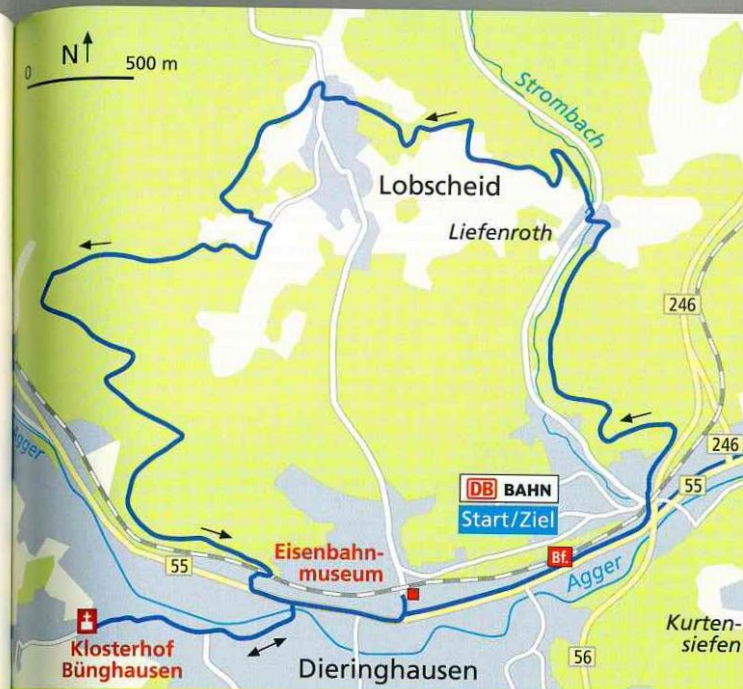 N
0
500 m
Strombach
Lobscheid
Liefenroth
246
DB BAHN
Start/Ziel
246
55
Agger
Eisenbahn-
museum
Bf.
Agger
55
Klosterhof
Bünghausen
Dieringhausen
56
Kurten-
siefen